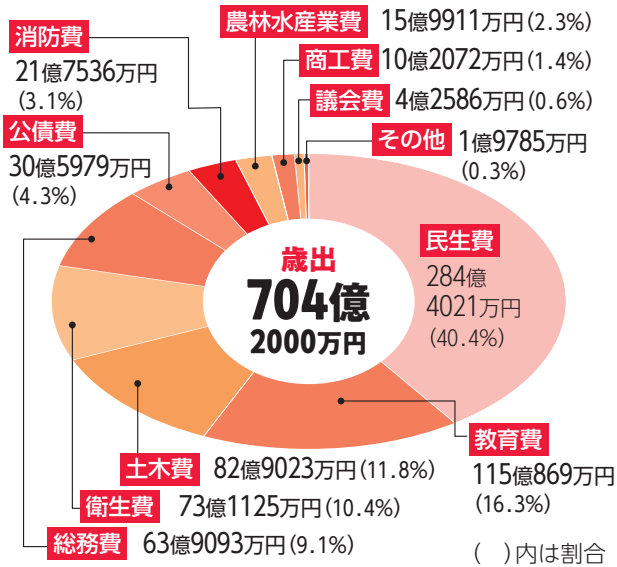 農林水産業費 15億9911万円(2.3%)
消防費
21億7536万円
(3.1%)
商工費 10億2072万円(1.4%)
議会費 4億2586万円(0.6%)
公債費
30億5979万円
(4.3%)
その他 1億9785万円
(0.3%)
歳出
704億
2000万円
民生費
284億
4021万円
(40.4%)
教育費
115億869万円
(16.3%)
土木費 82億9023万円(11.8%)
衛生費 73億1125万円(10.4%)
総務費 63億9093万円(9.1%)
( )内は割合